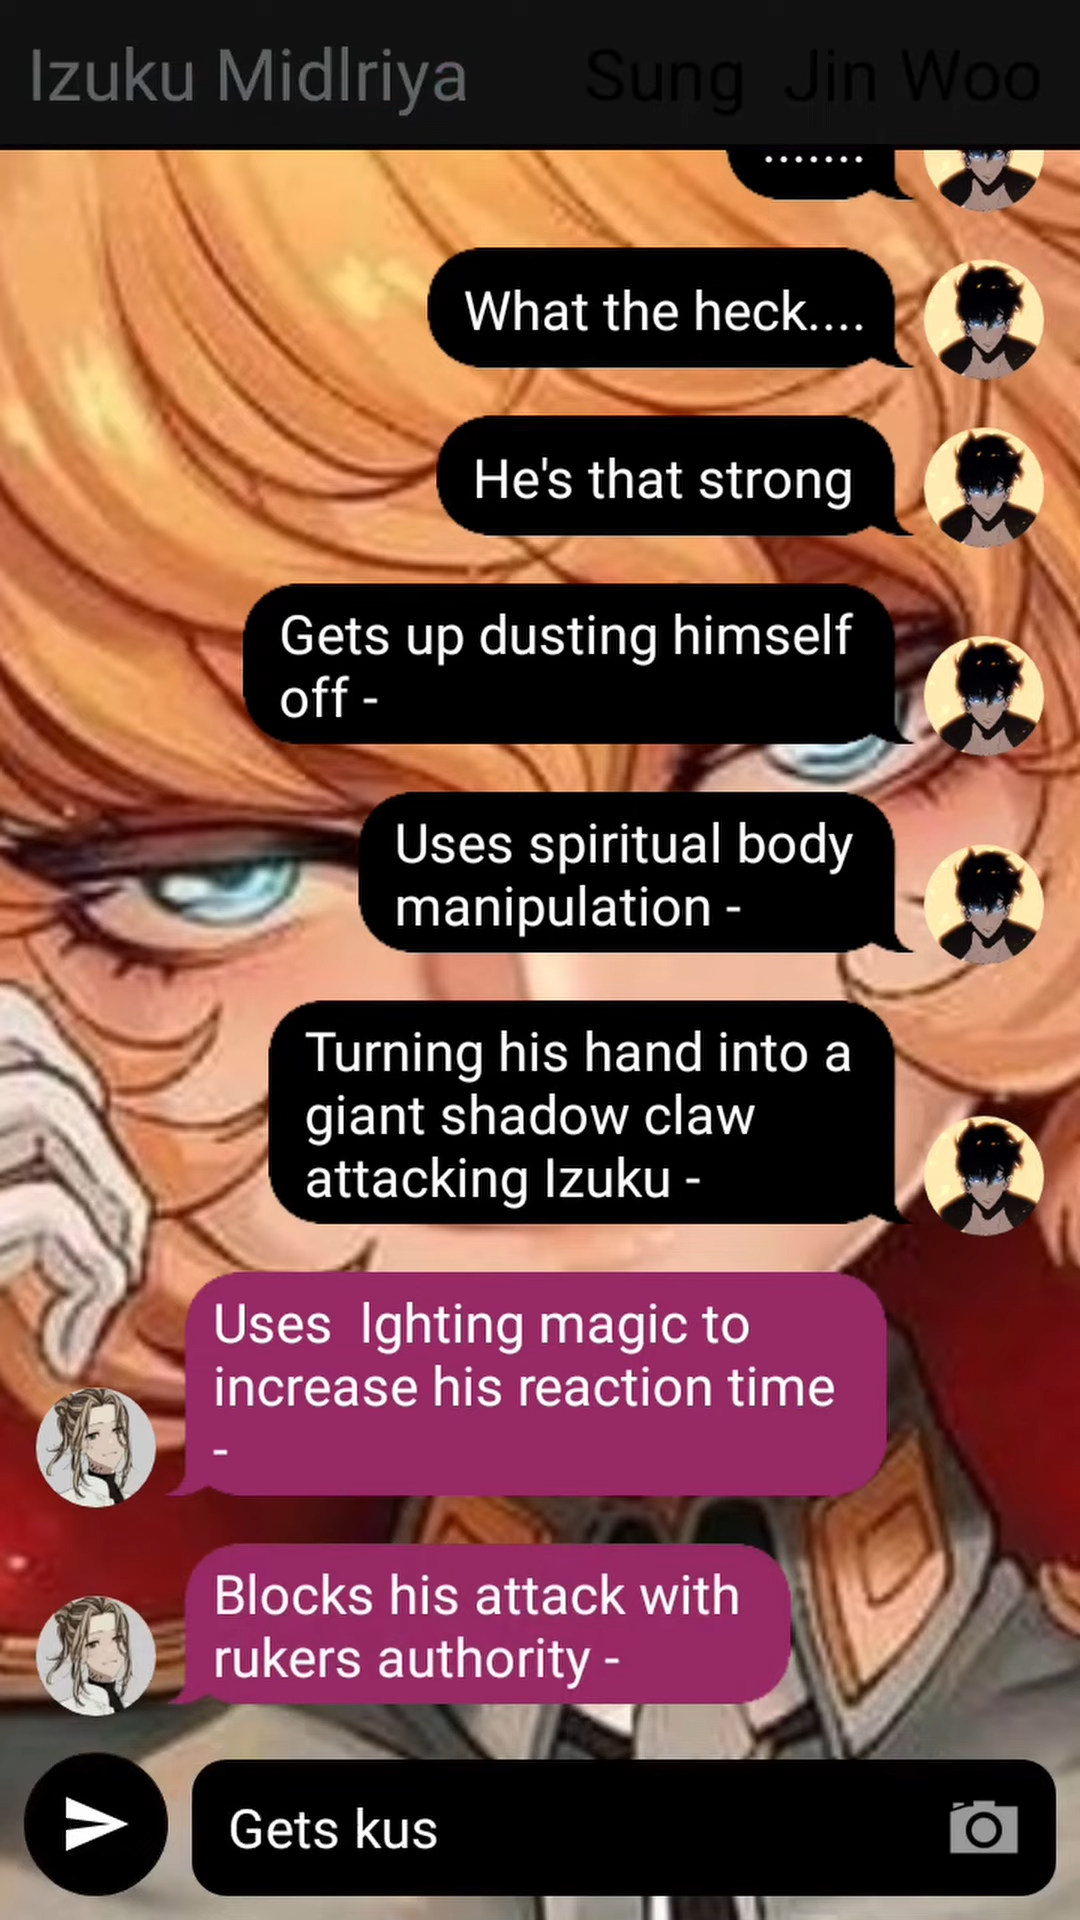 Izuku Midlriya Sung Jin Woo
.......
What the heck....
He's that strong
Gets up dusting himself
off -
Uses spiritual body
manipulation -
Turning his hand into a
giant shadow claw
attacking Izuku -
Uses  lghting magic to
increase his reaction time
-
Blocks his attack with
rukers authority -
Gets kus